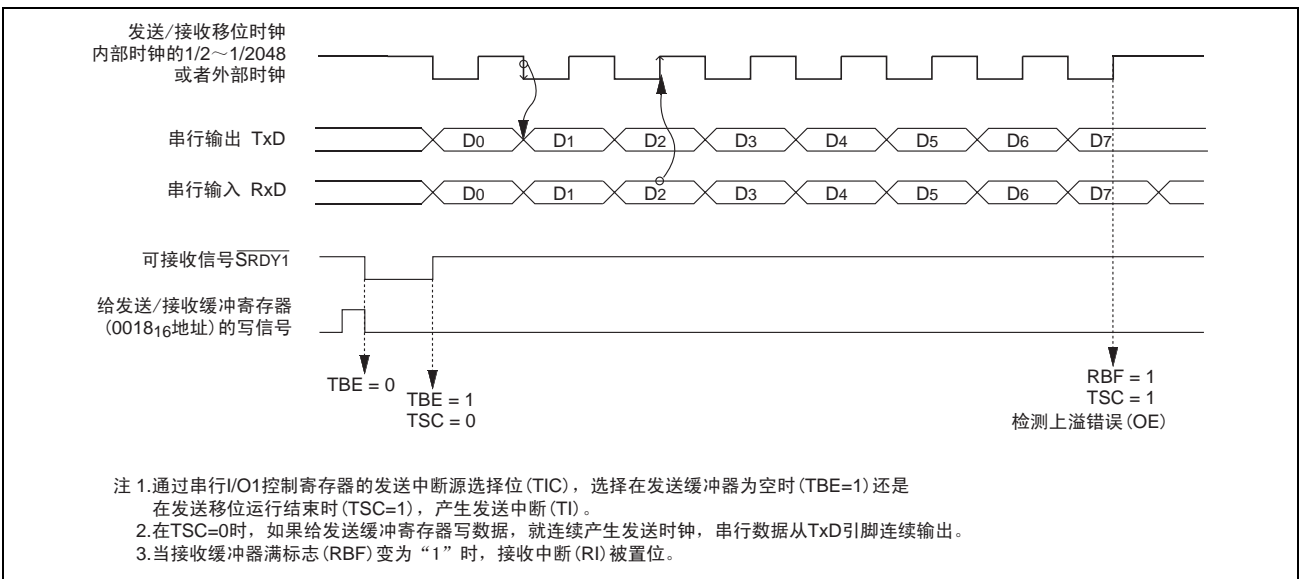 发送/接收移位时钟
内部时钟的1/2～1/2048
或者外部时钟
串行输出 TxD
D0 D1 D2 D3 D4 D5 D6 D7
串行输入 RxD
D0 D1 D2 D3 D4 D5 D6 D7
可接收信号SRDY1
给发送/接收缓冲寄存器
(001816地址)的写信号
TBE = 0
TBE = 1
TSC = 0
RBF = 1
TSC = 1
检测上溢错误(OE)
注 1.通过串行I/O1控制寄存器的发送中断源选择位(TIC)，选择在发送缓冲器为空时(TBE=1)还是
在发送移位运行结束时(TSC=1)，产生发送中断(TI)。
2.在TSC=0时，如果给发送缓冲寄存器写数据，就连续产生发送时钟，串行数据从TxD引脚连续输出。
3.当接收缓冲器满标志(RBF)变为“1”时，接收中断(RI)被置位。